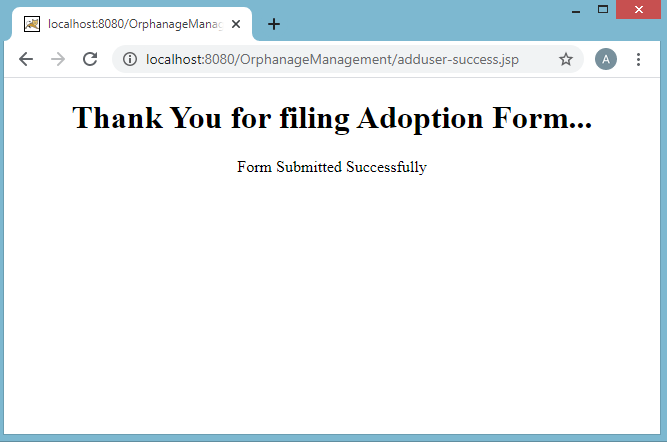 localhost:8080/OrphanageManag
localhost:8080/OrphanageManagement/adduser-success.jsp
A
Thank You for filing Adoption Form...
Form Submitted Successfully